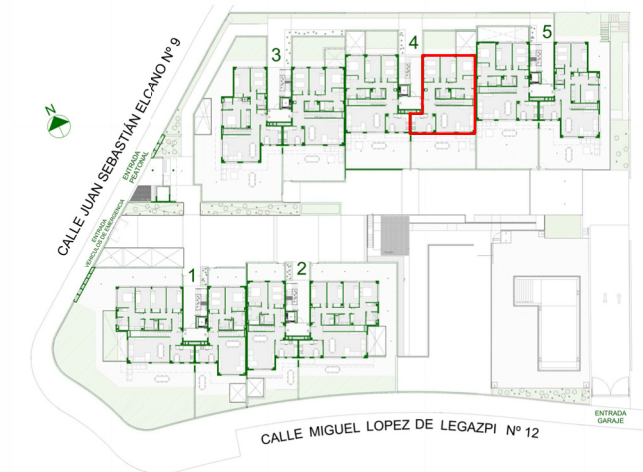 3
4
5
N
CALLE JUAN SEBASTIÁN ELCANO Nº 9
ENTRADA
PEATONAL
ENTRADA
VEHICULOS DE EMERGENCIA
1
2
CALLE MIGUEL LOPEZ DE LEGAZPI Nº 12
ENTRADA
GARAJE